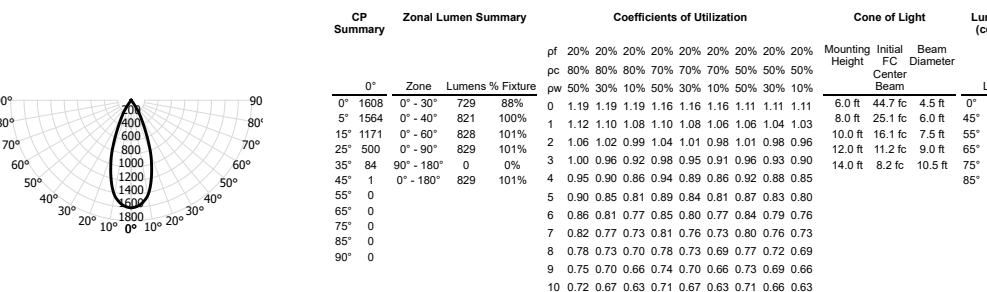 CP Summary
0°
0° 1608
5° 1564
15° 1171
25° 500
35° 84
45° 1
55° 0
65° 0
75° 0
85° 0
90° 0
Zonal Lumen Summary
Zone Lumens % Fixture
0° - 30° 729 88%
0° - 40° 821 100%
0° - 60° 828 101%
0° - 90° 829 101%
90° - 180° 0 0%
0° - 180° 829 101%
Coefficients of Utilization
ρf 20% 20% 20% 20% 20% 20% 20% 20% 20%
ρc 80% 80% 80% 70% 70% 70% 50% 50% 50%
ρw 50% 30% 10% 50% 30% 10% 50% 30% 10%
0 1.19 1.19 1.19 1.16 1.16 1.16 1.11 1.11 1.11
1 1.12 1.10 1.08 1.10 1.08 1.06 1.06 1.04 1.03
2 1.06 1.02 0.99 1.04 1.01 0.98 1.01 0.98 0.96
3 1.00 0.96 0.92 0.98 0.95 0.91 0.96 0.93 0.90
4 0.95 0.90 0.86 0.94 0.89 0.86 0.92 0.88 0.85
5 0.90 0.85 0.81 0.89 0.84 0.81 0.87 0.83 0.80
6 0.86 0.81 0.77 0.85 0.80 0.77 0.84 0.79 0.76
7 0.82 0.77 0.73 0.81 0.76 0.73 0.80 0.76 0.73
8 0.78 0.73 0.70 0.78 0.73 0.69 0.77 0.72 0.69
9 0.75 0.70 0.66 0.74 0.70 0.66 0.73 0.69 0.66
10 0.72 0.67 0.63 0.71 0.67 0.63 0.71 0.66 0.63
Cone of Light
Mounting Height Initial FC Center Beam Beam Diameter
6.0 ft 44.7 fc 4.5 ft
8.0 ft 25.1 fc 6.0 ft
10.0 ft 16.1 fc 7.5 ft
12.0 ft 11.2 fc 9.0 ft
14.0 ft 8.2 fc 10.5 ft
0°
45°
55°
65°
75°
85°
90
70° 70°
60° 60°
50° 50°
40° 40°
30° 30°
20° 10° 0° 10° 20°
200
400
600
800
1000
1200
1400
1600
1800